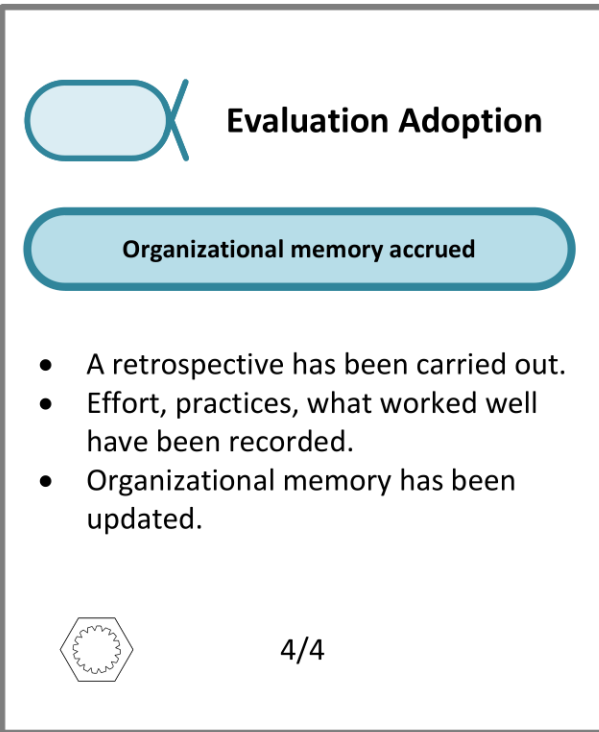 Evaluation Adoption
Organizational memory accrued
• A retrospective has been carried out.
• Effort, practices, what worked well
have been recorded.
• Organizational memory has been
updated.
4/4